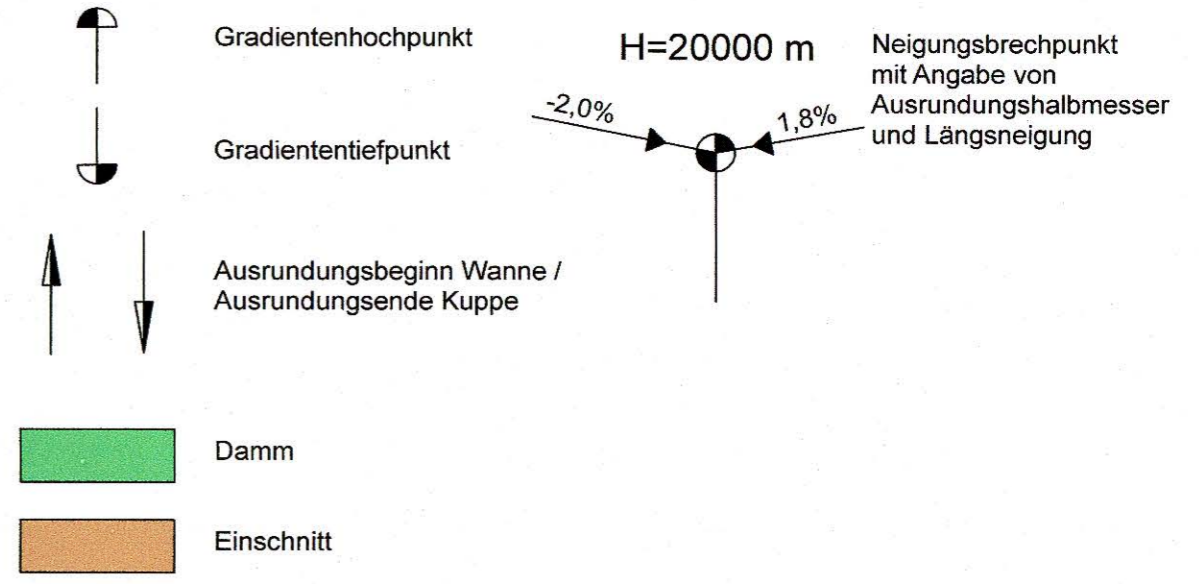 Gradientenhochpunkt
Gradiententiefpunkt
Ausrundungsbeginn Wanne /
Ausrundungsende Kuppe
Damm
Einschnitt
H=20000 m
-2,0%
1,8%
Neigungsbrechpunkt
mit Angabe von
Ausrundungshalbmesser
und Längsneigung